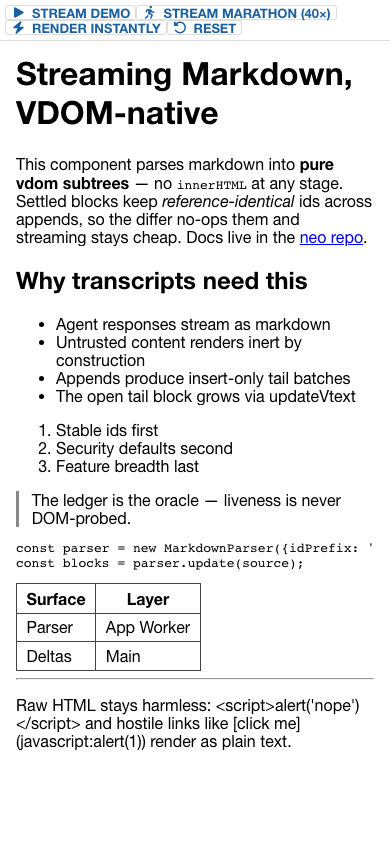 STREAM DEMO STREAM MARATHON (40×)
RENDER INSTANTLY RESET
Streaming Markdown,
VDOM-native
This component parses markdown into pure
vdom subtrees — no innerHTML at any stage.
Settled blocks keep reference-identical ids across
appends, so the differ no-ops them and
streaming stays cheap. Docs live in the neo repo.
Why transcripts need this
• Agent responses stream as markdown
• Untrusted content renders inert by
construction
• Appends produce insert-only tail batches
• The open tail block grows via updateVtext
1. Stable ids first
2. Security defaults second
3. Feature breadth last
The ledger is the oracle — liveness is never
DOM-probed.
const parser = new MarkdownParser({idPrefix: '
const blocks = parser.update(source);
Surface Layer
Parser App Worker
Deltas Main
Raw HTML stays harmless: <script>alert('nope')
</script> and hostile links like [click me]
(javascript:alert(1)) render as plain text.